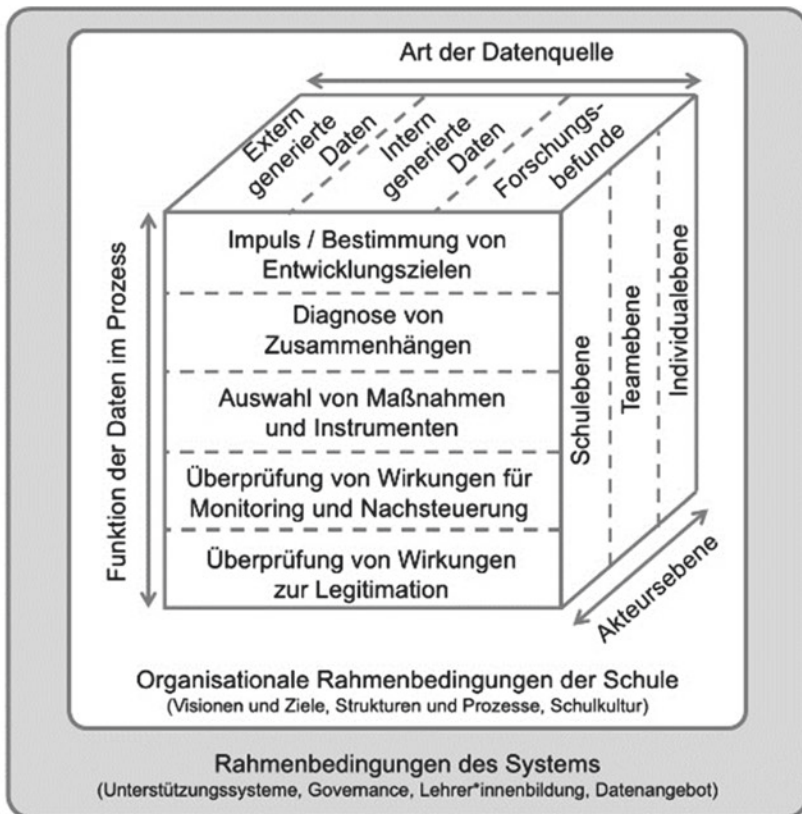 Art der Datenquelle
Extern
generierte
Daten
Intern
generierte
Daten
Forschungs-
befunde
Funktion der Daten im Prozess
Impuls / Bestimmung von
Entwicklungszielen
Diagnose von
Zusammenhängen
Auswahl von Maßnahmen
und Instrumenten
Überprüfung von Wirkungen für
Monitoring und Nachsteuerung
Überprüfung von Wirkungen
zur Legitimation
Schulebene
Teamebene
Individualebene
Akteursebene
Organisationale Rahmenbedingungen der Schule
(Visionen und Ziele, Strukturen und Prozesse, Schulkultur)
Rahmenbedingungen des Systems
(Unterstützungssysteme, Governance, Lehrer*innenbildung, Datenangebot)